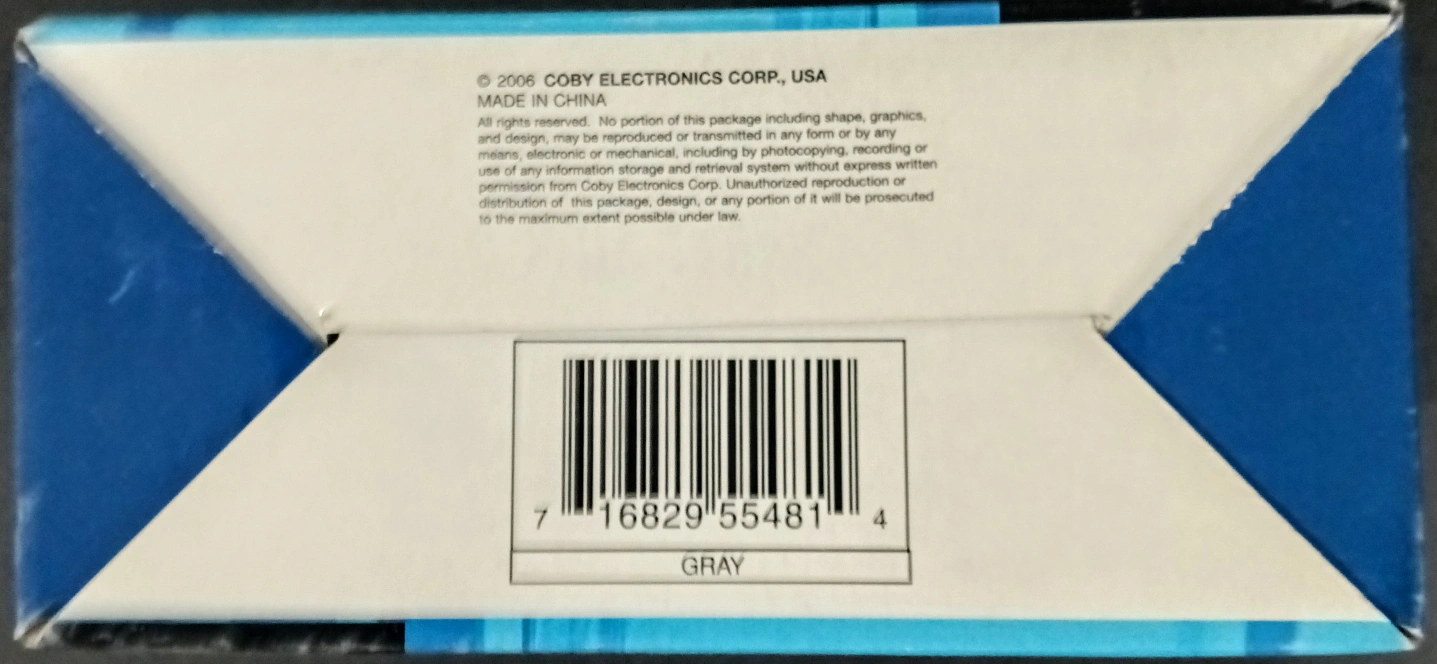 © 2006 COBY ELECTRONICS CORP., USA
MADE IN CHINA
All rights reserved. No portion of this package including shape, graphics,
and design, may be reproduced or transmitted in any form or by any
means, electronic or mechanical, including by photocopying, recording or
use of any information storage and retrieval system without express written
permission from Coby Electronics Corp. Unauthorized reproduction or
distribution of this package, design, or any portion of it will be prosecuted
to the maximum extent possible under law.
7 16829 55481 4
GRAY